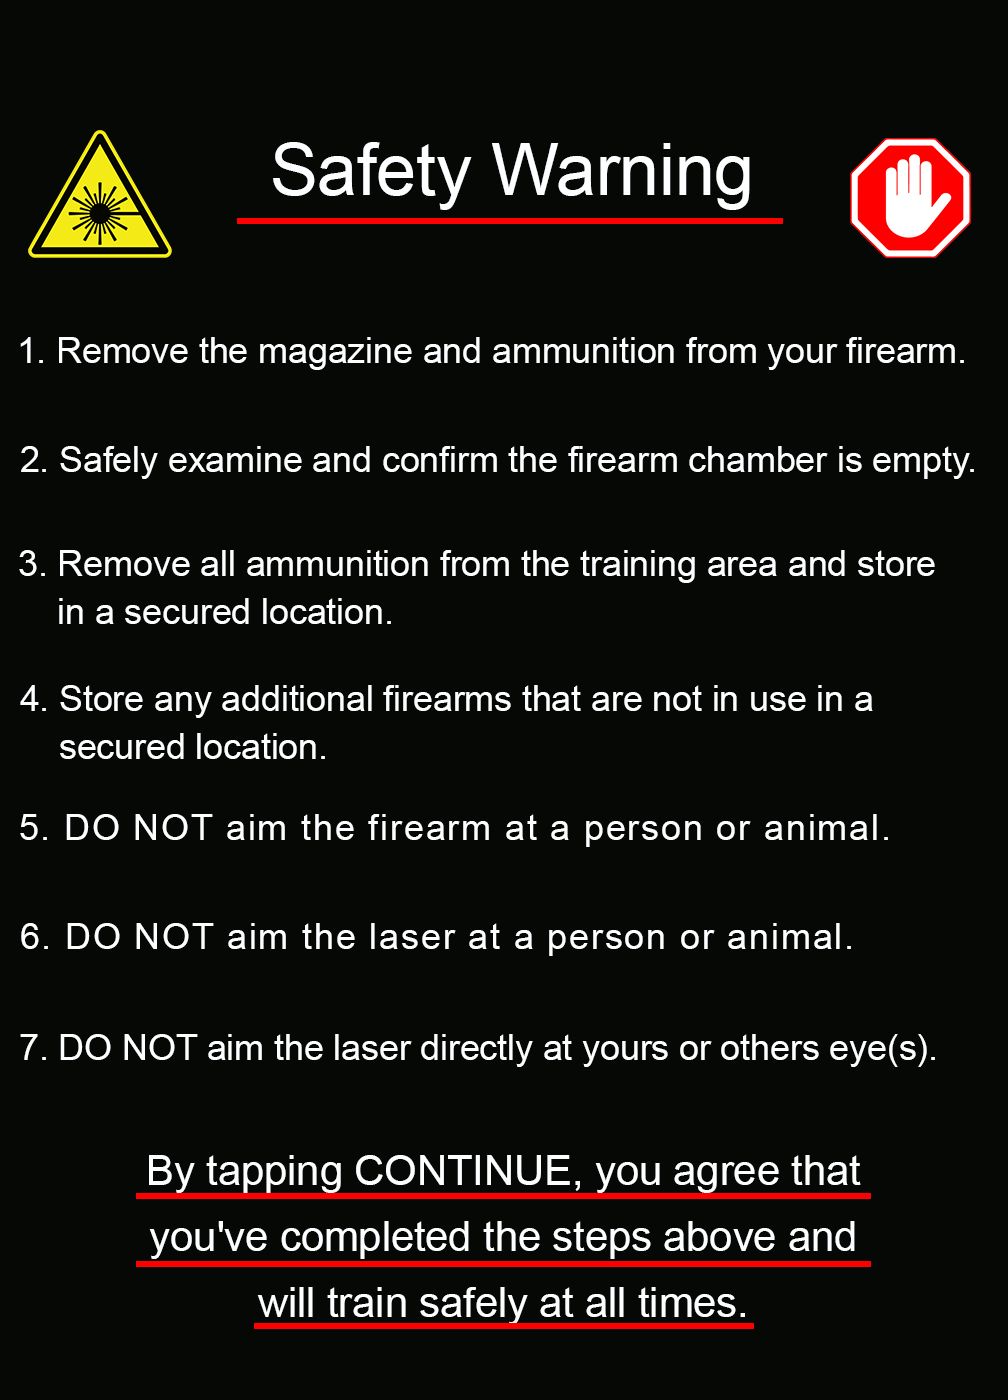 Safety Warning
1. Remove the magazine and ammunition from your firearm.
2. Safely examine and confirm the firearm chamber is empty.
3. Remove all ammunition from the training area and store
in a secured location.
4. Store any additional firearms that are not in use in a
secured location.
5. DO NOT aim the firearm at a person or animal.
6. DO NOT aim the laser at a person or animal.
7. DO NOT aim the laser directly at yours or others eye(s).
By tapping CONTINUE, you agree that
you've completed the steps above and
will train safely at all times.